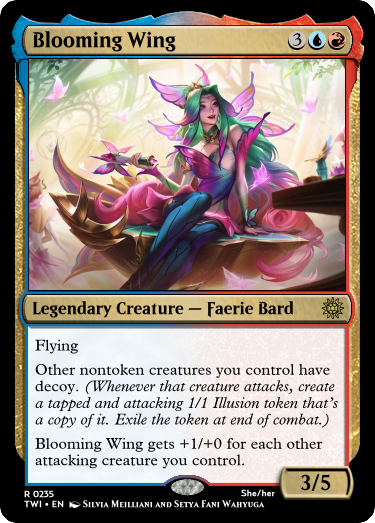 Blooming Wing 3
Legendary Creature — Faerie Bard
Flying
Other nontoken creatures you control have
decoy. (Whenever that creature attacks, create
a tapped and attacking 1/1 Illusion token that's
a copy of it. Exile the token at end of combat.)
Blooming Wing gets +1/+0 for each other
attacking creature you control.
3/5
R 0235 She/her
TWI • EN Silvia Meilliani and Setya Fani Wahyuga